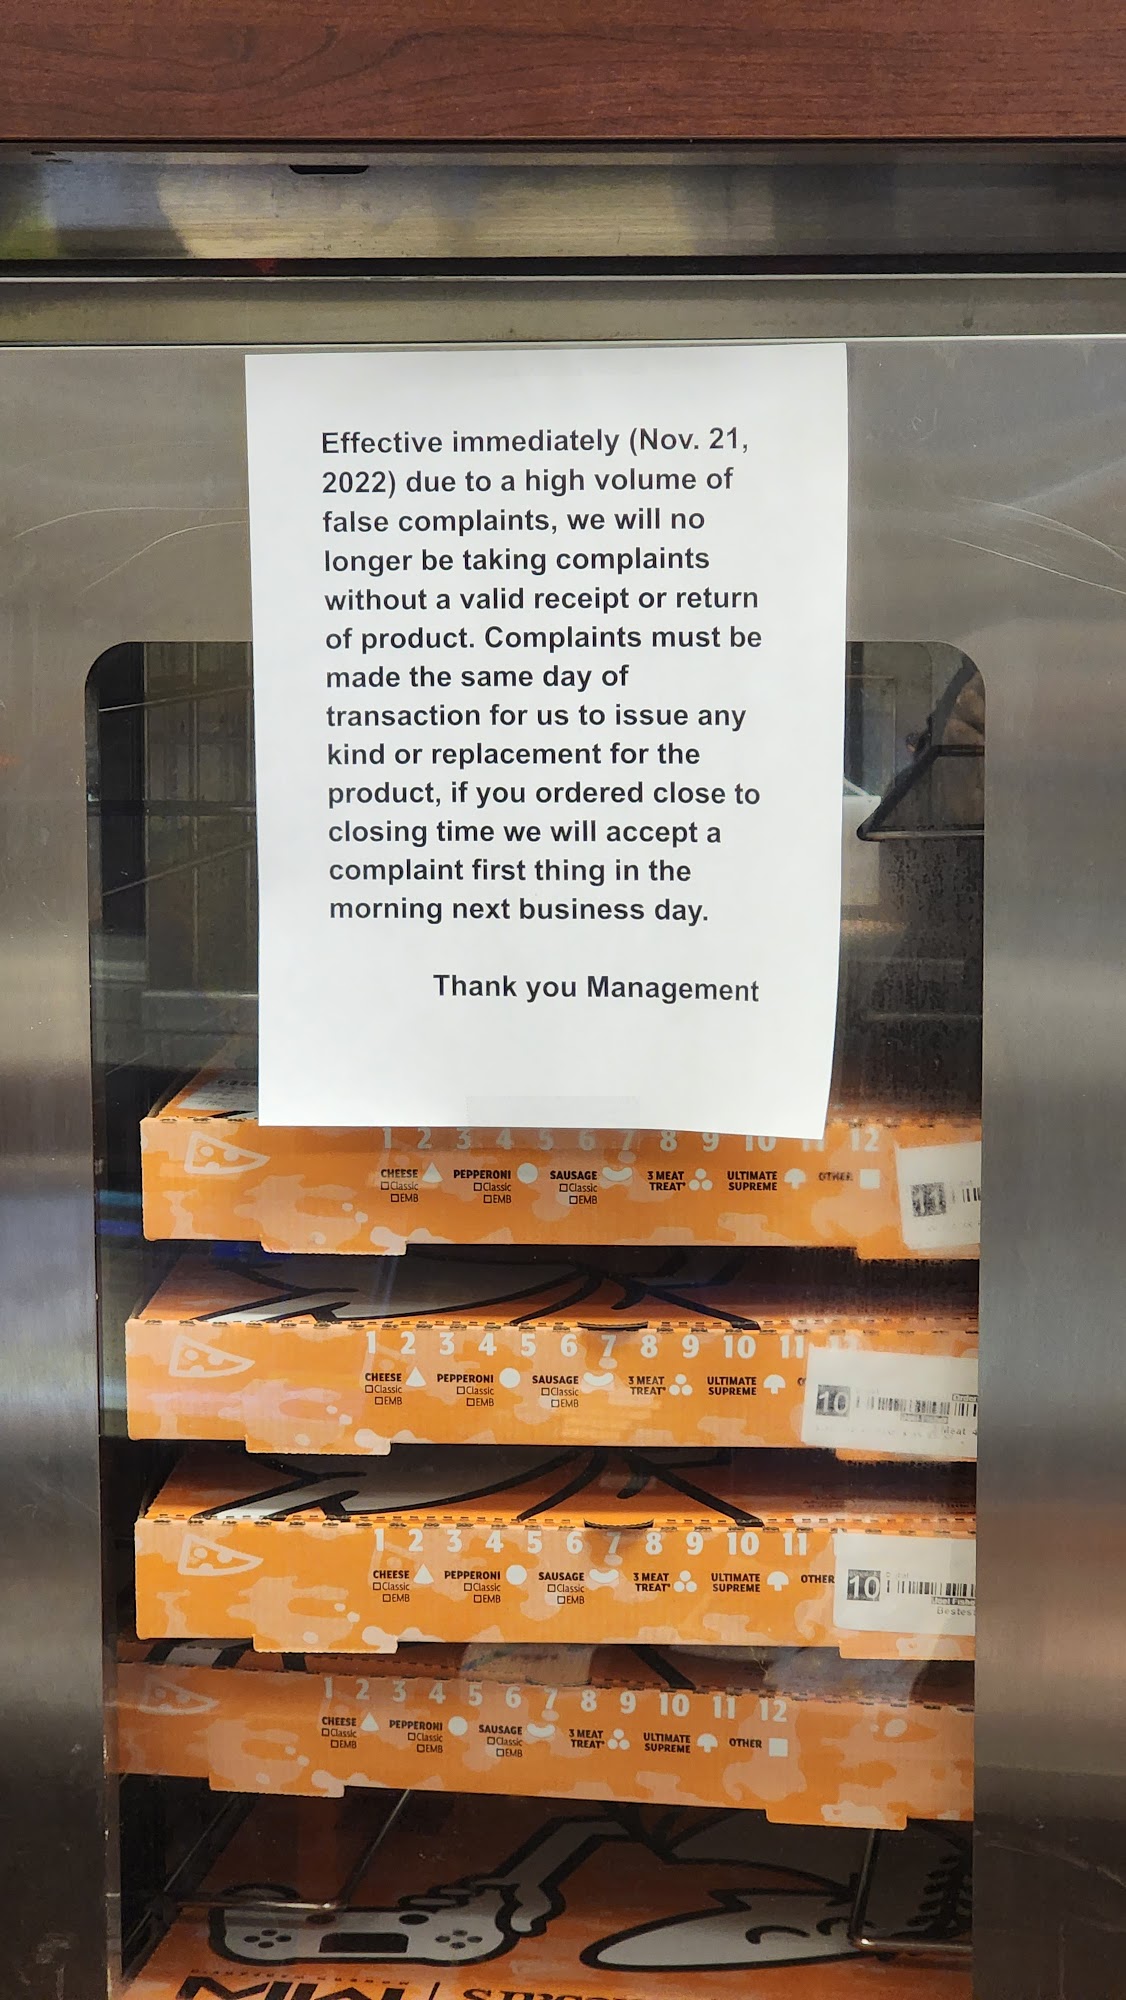 Effective immediately (Nov. 21,
2022) due to a high volume of
false complaints, we will no
longer be taking complaints
without a valid receipt or return
of product. Complaints must be
made the same day of
transaction for us to issue any
kind or replacement for the
product, if you ordered close to
closing time we will accept a
complaint first thing in the
morning next business day.
Thank you Management
1 2 3 4 5 6 7 8 9 10 11 12
CHEESE PEPPERONI SAUSAGE 3 MEAT TREAT® ULTIMATE SUPREME OTHER
Classic Classic Classic
EMB EMB EMB
11
1 2 3 4 5 6 7 8 9 10 11
CHEESE PEPPERONI SAUSAGE 3 MEAT TREAT® ULTIMATE SUPREME
Classic Classic Classic
EMB EMB EMB
10
Meat
1 2 3 4 5 6 7 8 9 10 11
CHEESE PEPPERONI SAUSAGE 3 MEAT TREAT® ULTIMATE SUPREME OTHER
Classic Classic Classic
EMB EMB EMB
10
1 2 3 4 5 6 7 8 9 10 11 12
CHEESE PEPPERONI SAUSAGE 3 MEAT TREAT® ULTIMATE SUPREME OTHER
Classic Classic Classic
EMB EMB EMB